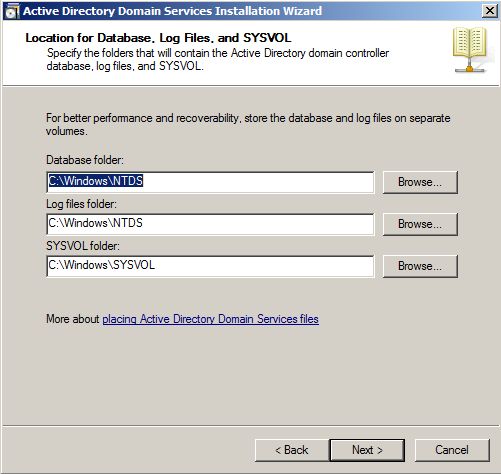 Active Directory Domain Services Installation Wizard
Location for Database, Log Files, and SYSVOL
Specify the folders that will contain the Active Directory domain controller
database, log files, and SYSVOL.
For better performance and recoverability, store the database and log files on separate
volumes.
Database folder:
C:\Windows\NTDS
Browse...
Log files folder:
C:\Windows\NTDS
Browse...
SYSVOL folder:
C:\Windows\SYSVOL
Browse...
More about placing Active Directory Domain Services files
< Back
Next >
Cancel